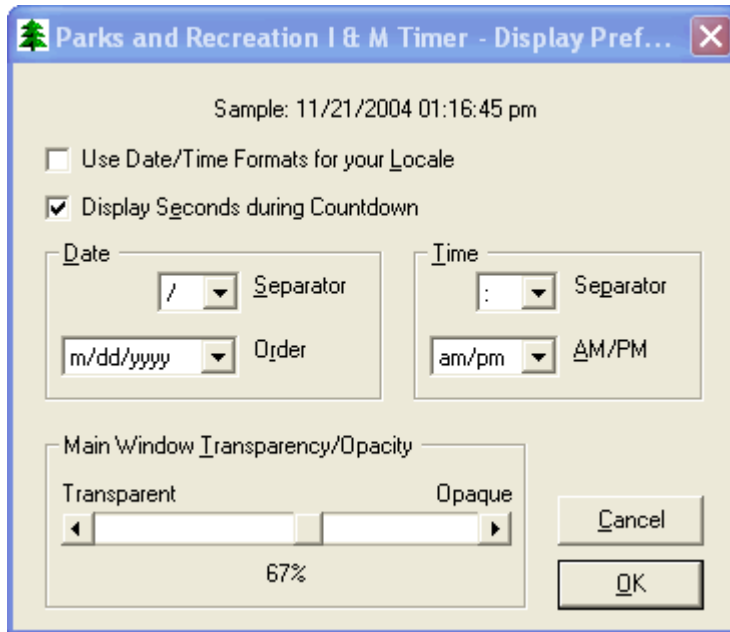 Parks and Recreation I & M Timer - Display Pref...
Sample: 11/21/2004 01:16:45 pm
Use Date/Time Formats for your Locale
Display Seconds during Countdown
Date
/ Separator
m/dd/yyyy Order
Time
: Separator
am/pm AM/PM
Main Window Transparency/Opacity
Transparent Opaque
67%
Cancel
OK